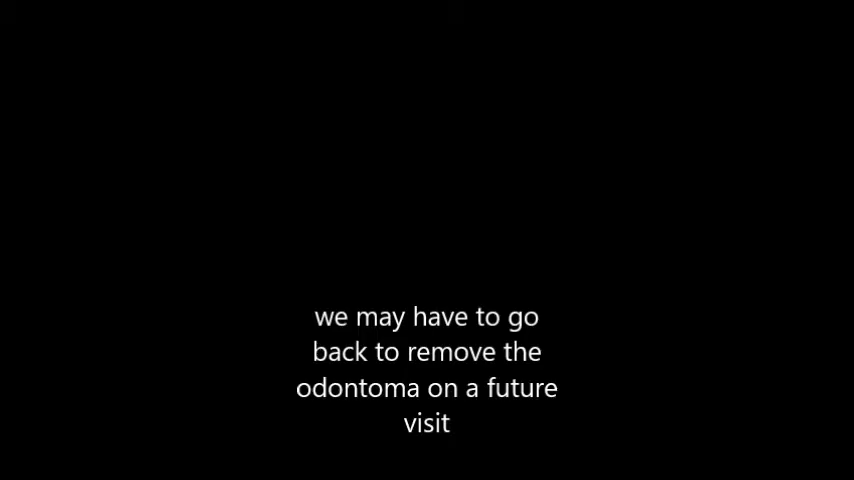 we may have to go
back to remove the
odontoma on a future
visit